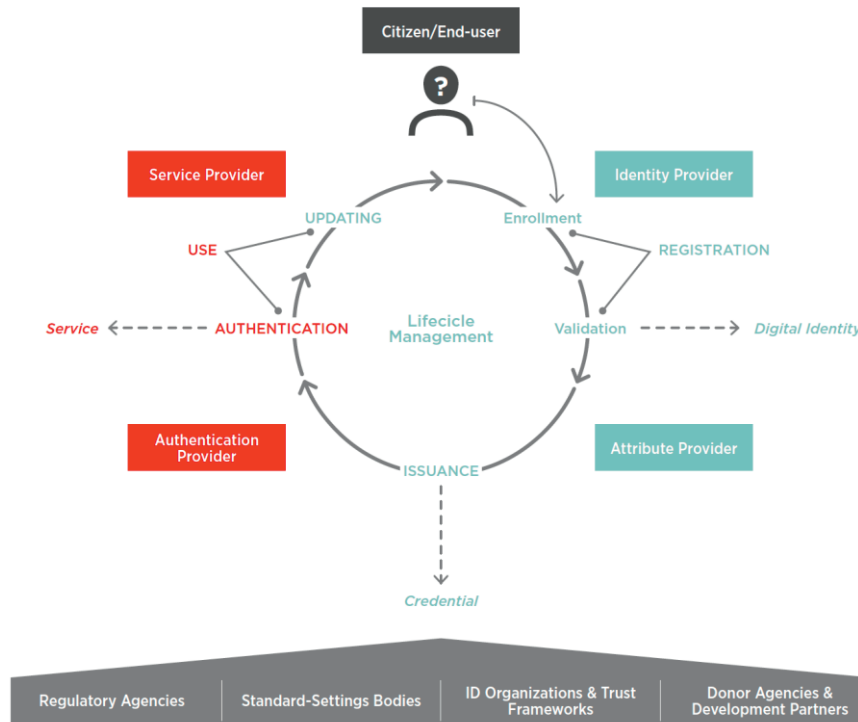 Citizen/End-user
?
Service Provider
Identity Provider
UPDATING
Enrollment
USE
REGISTRATION
Service
AUTHENTICATION
Lifecicle
Management
Validation
Digital Identity
Authentication
Provider
Attribute Provider
ISSUANCE
Credential
Regulatory Agencies
Standard-Settings Bodies
ID Organizations & Trust
Frameworks
Donor Agencies &
Development Partners